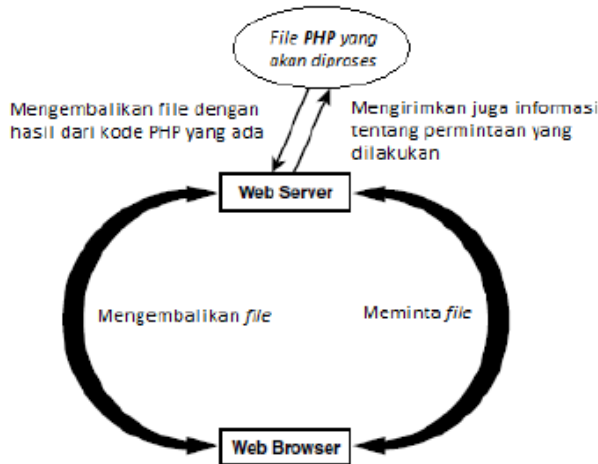 File PHP yang
akan diproses
Mengembalikan file dengan
hasil dari kode PHP yang ada
Mengirimkan juga informasi
tentang permintaan yang
dilakukan
Web Server
Mengembalikan file
Meminta file
Web Browser